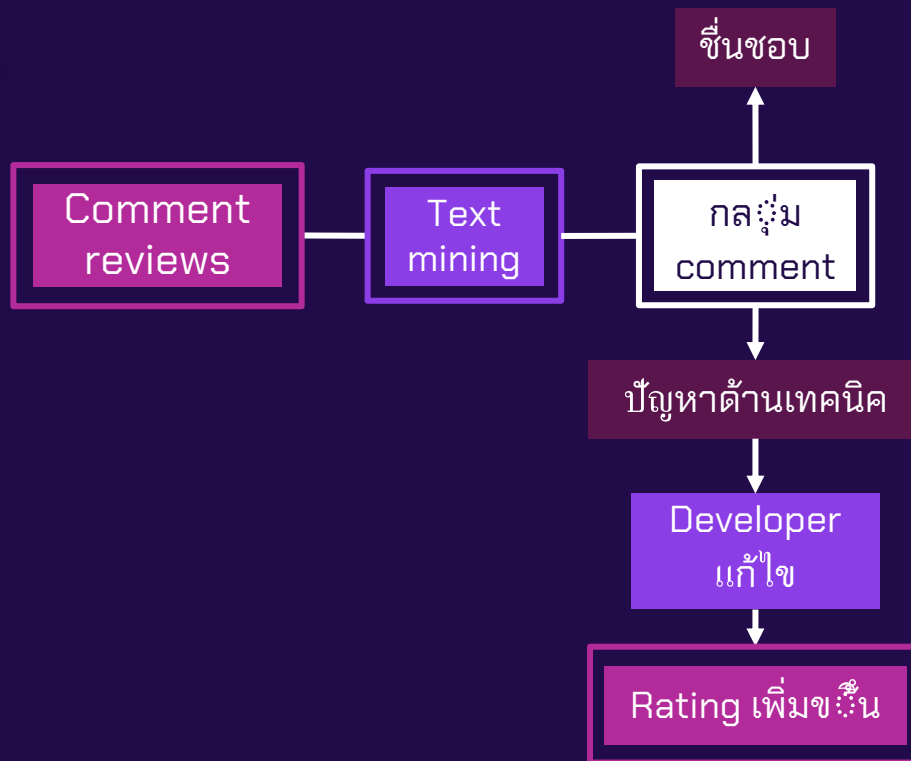 ชื่นชอบ
Comment
reviews
Text
mining
กลุ่ม
comment
ปัญหาด้านเทคนิค
Developer
แก้ไข
Rating เพิ่มขึ้น